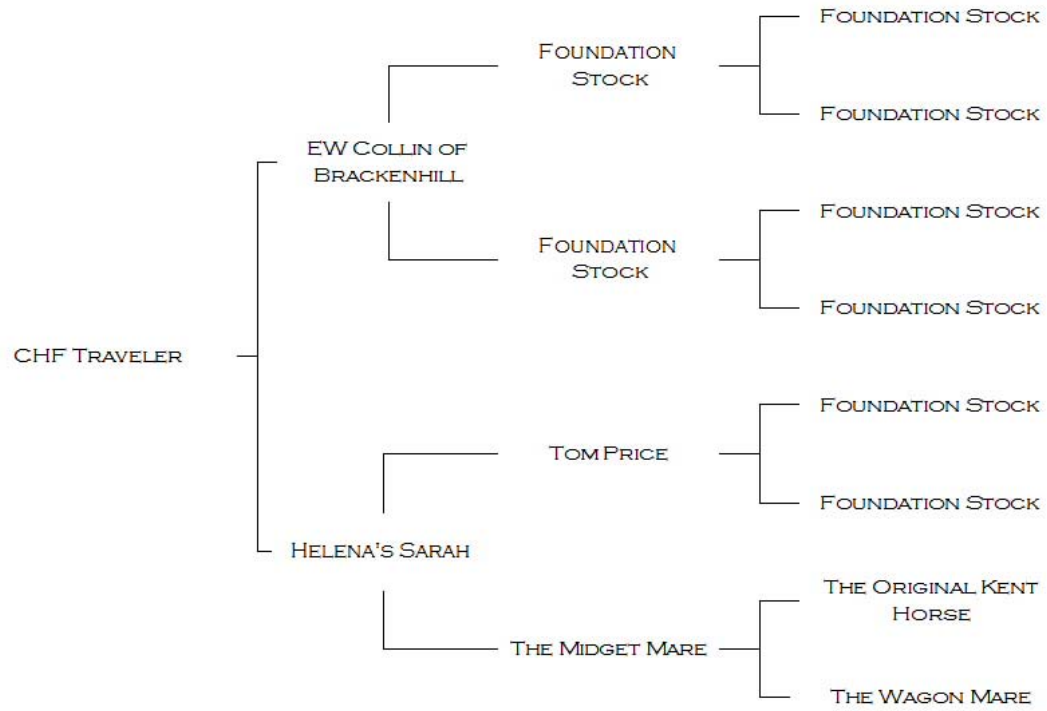 Foundation Stock
Foundation
Stock
Foundation Stock
EW Collin of
Brackenhill
Foundation Stock
Foundation
Stock
Foundation Stock
CHF Traveler
Foundation Stock
Tom Price
Foundation Stock
Helena's Sarah
The Original Kent
Horse
The Midget Mare
The Wagon Mare